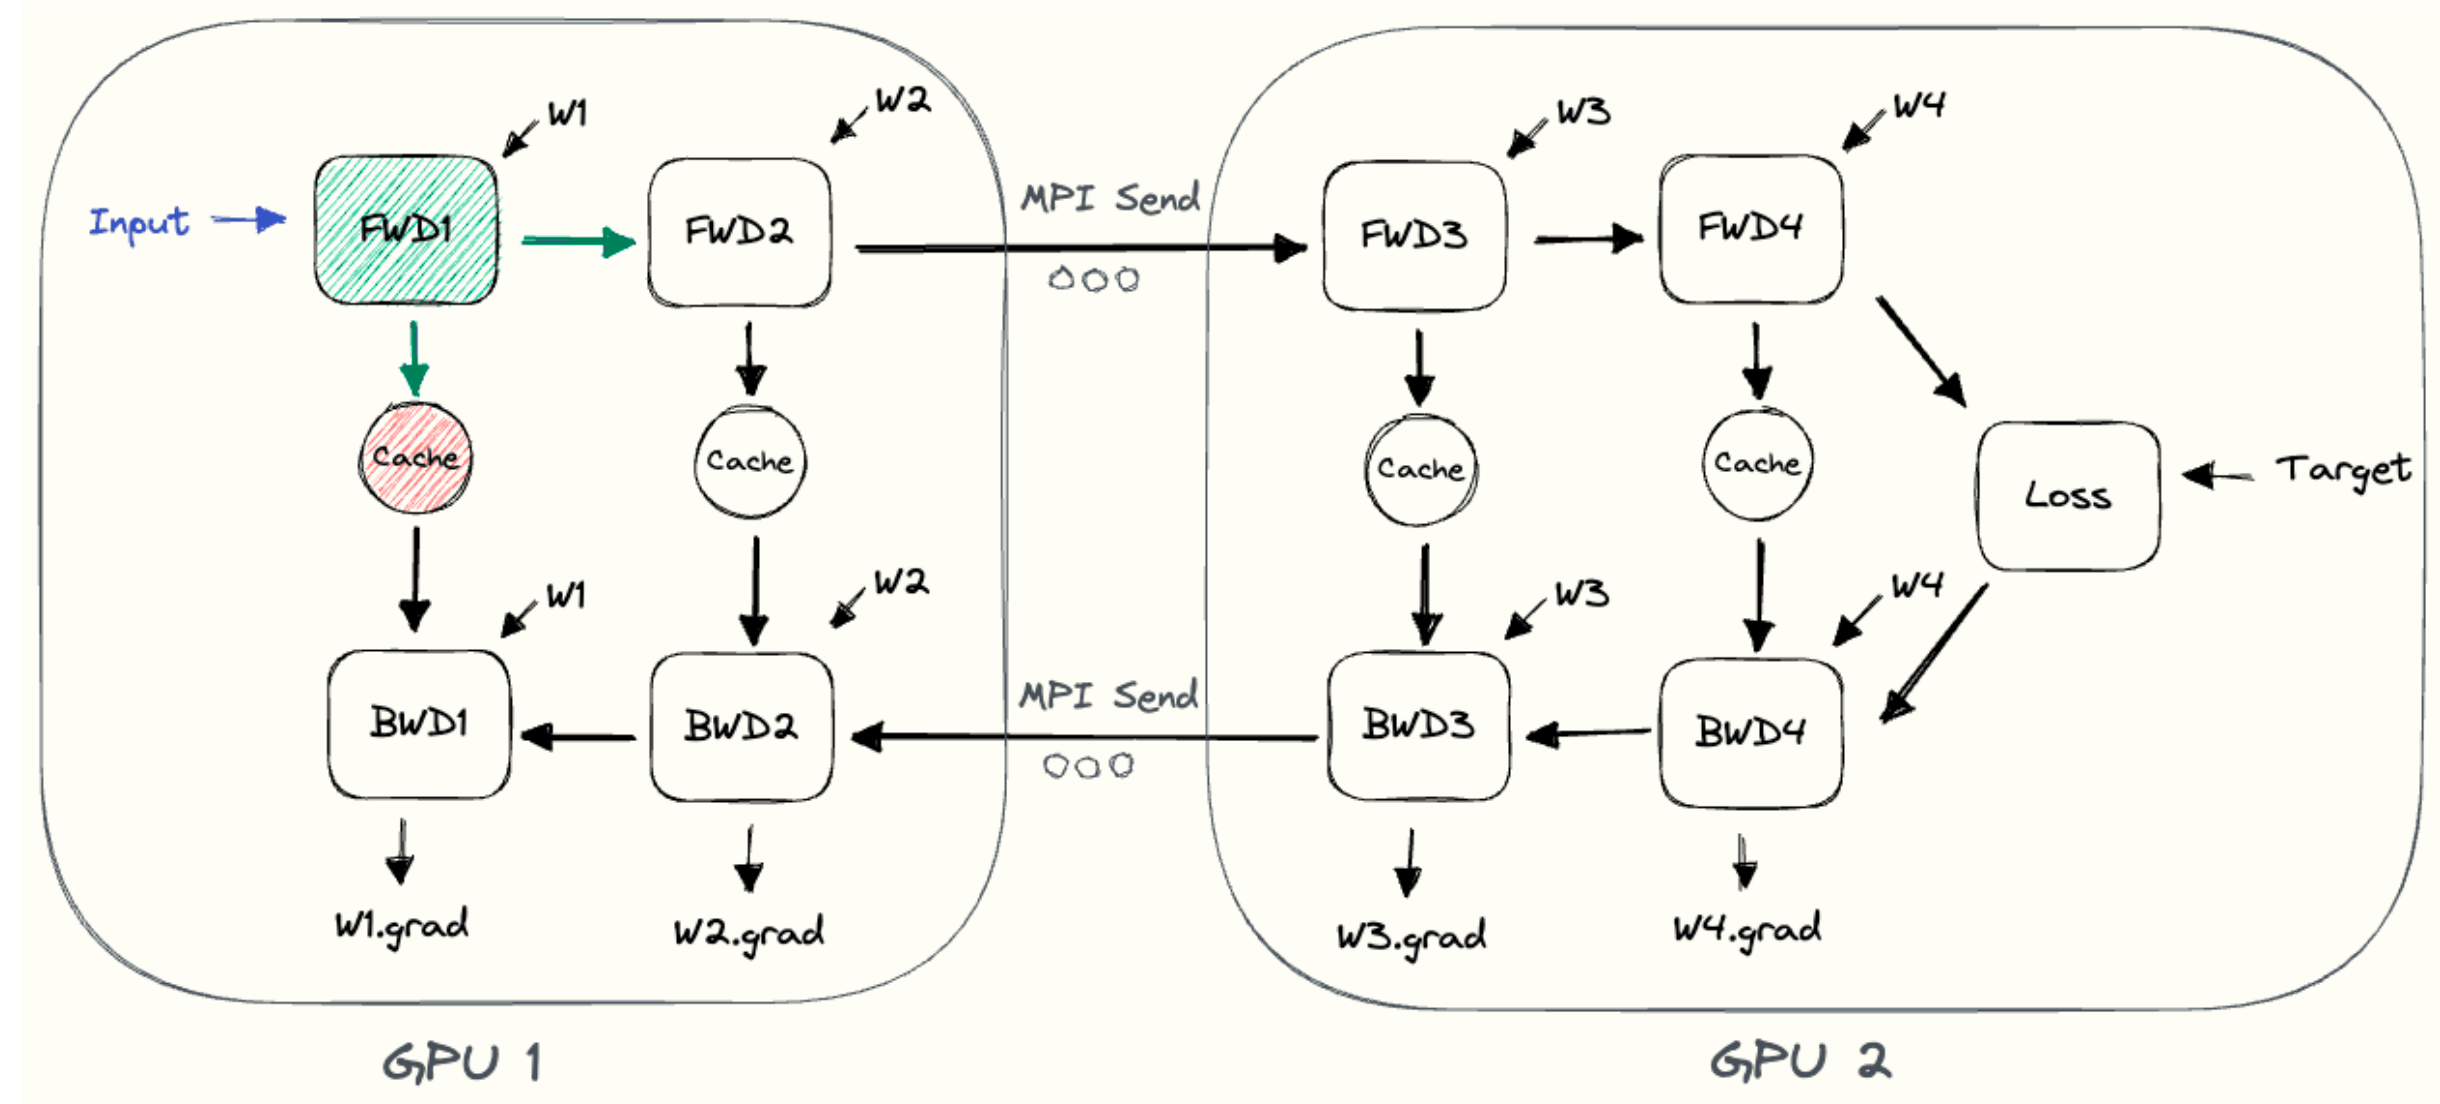 W1
W2
W3
W4
Input
FWD1
FWD2
MPI Send
FWD3
FWD4
Cache
Cache
Cache
Cache
Loss
Target
W1
W2
W3
W4
BWD1
BWD2
MPI Send
BWD3
BWD4
W1.grad
W2.grad
W3.grad
W4.grad
GPU 1
GPU 2